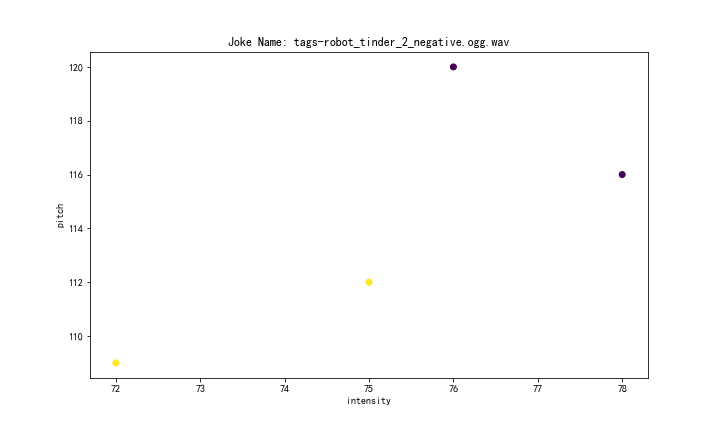 Joke Name: tags-robot_tinder_2_negative.ogg.wav
120
118
116
114
112
110
pitch
72 73 74 75 76 77 78
intensity